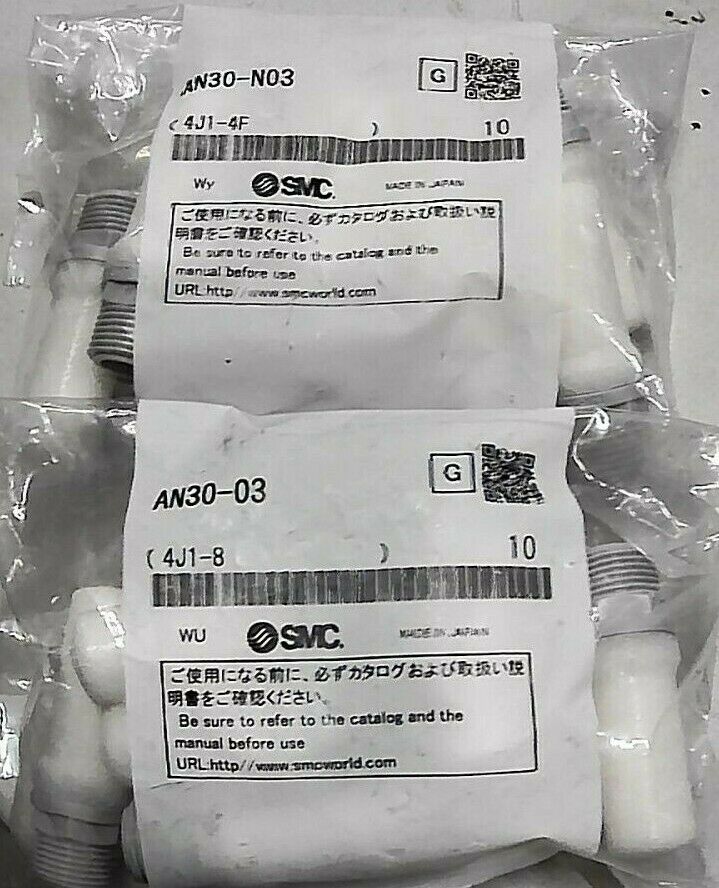 AN30-N03
G
( 4J1-4F ) 10
Wy SMC. MADE IN JAPAN
ご使用になる前に、必ずカタログおよび取扱い説
明書をご確認ください。
Be sure to refer to the catalog and the
manual before use
URL:http//www.smcworld.com
AN30-03
G
( 4J1-8 ) 10
WU SMC. MADE IN JAPAN
ご使用になる前に、必ずカタログおよび取扱い説
明書をご確認ください。
Be sure to refer to the catalog and the
manual before use
URL:http//www.smcworld.com